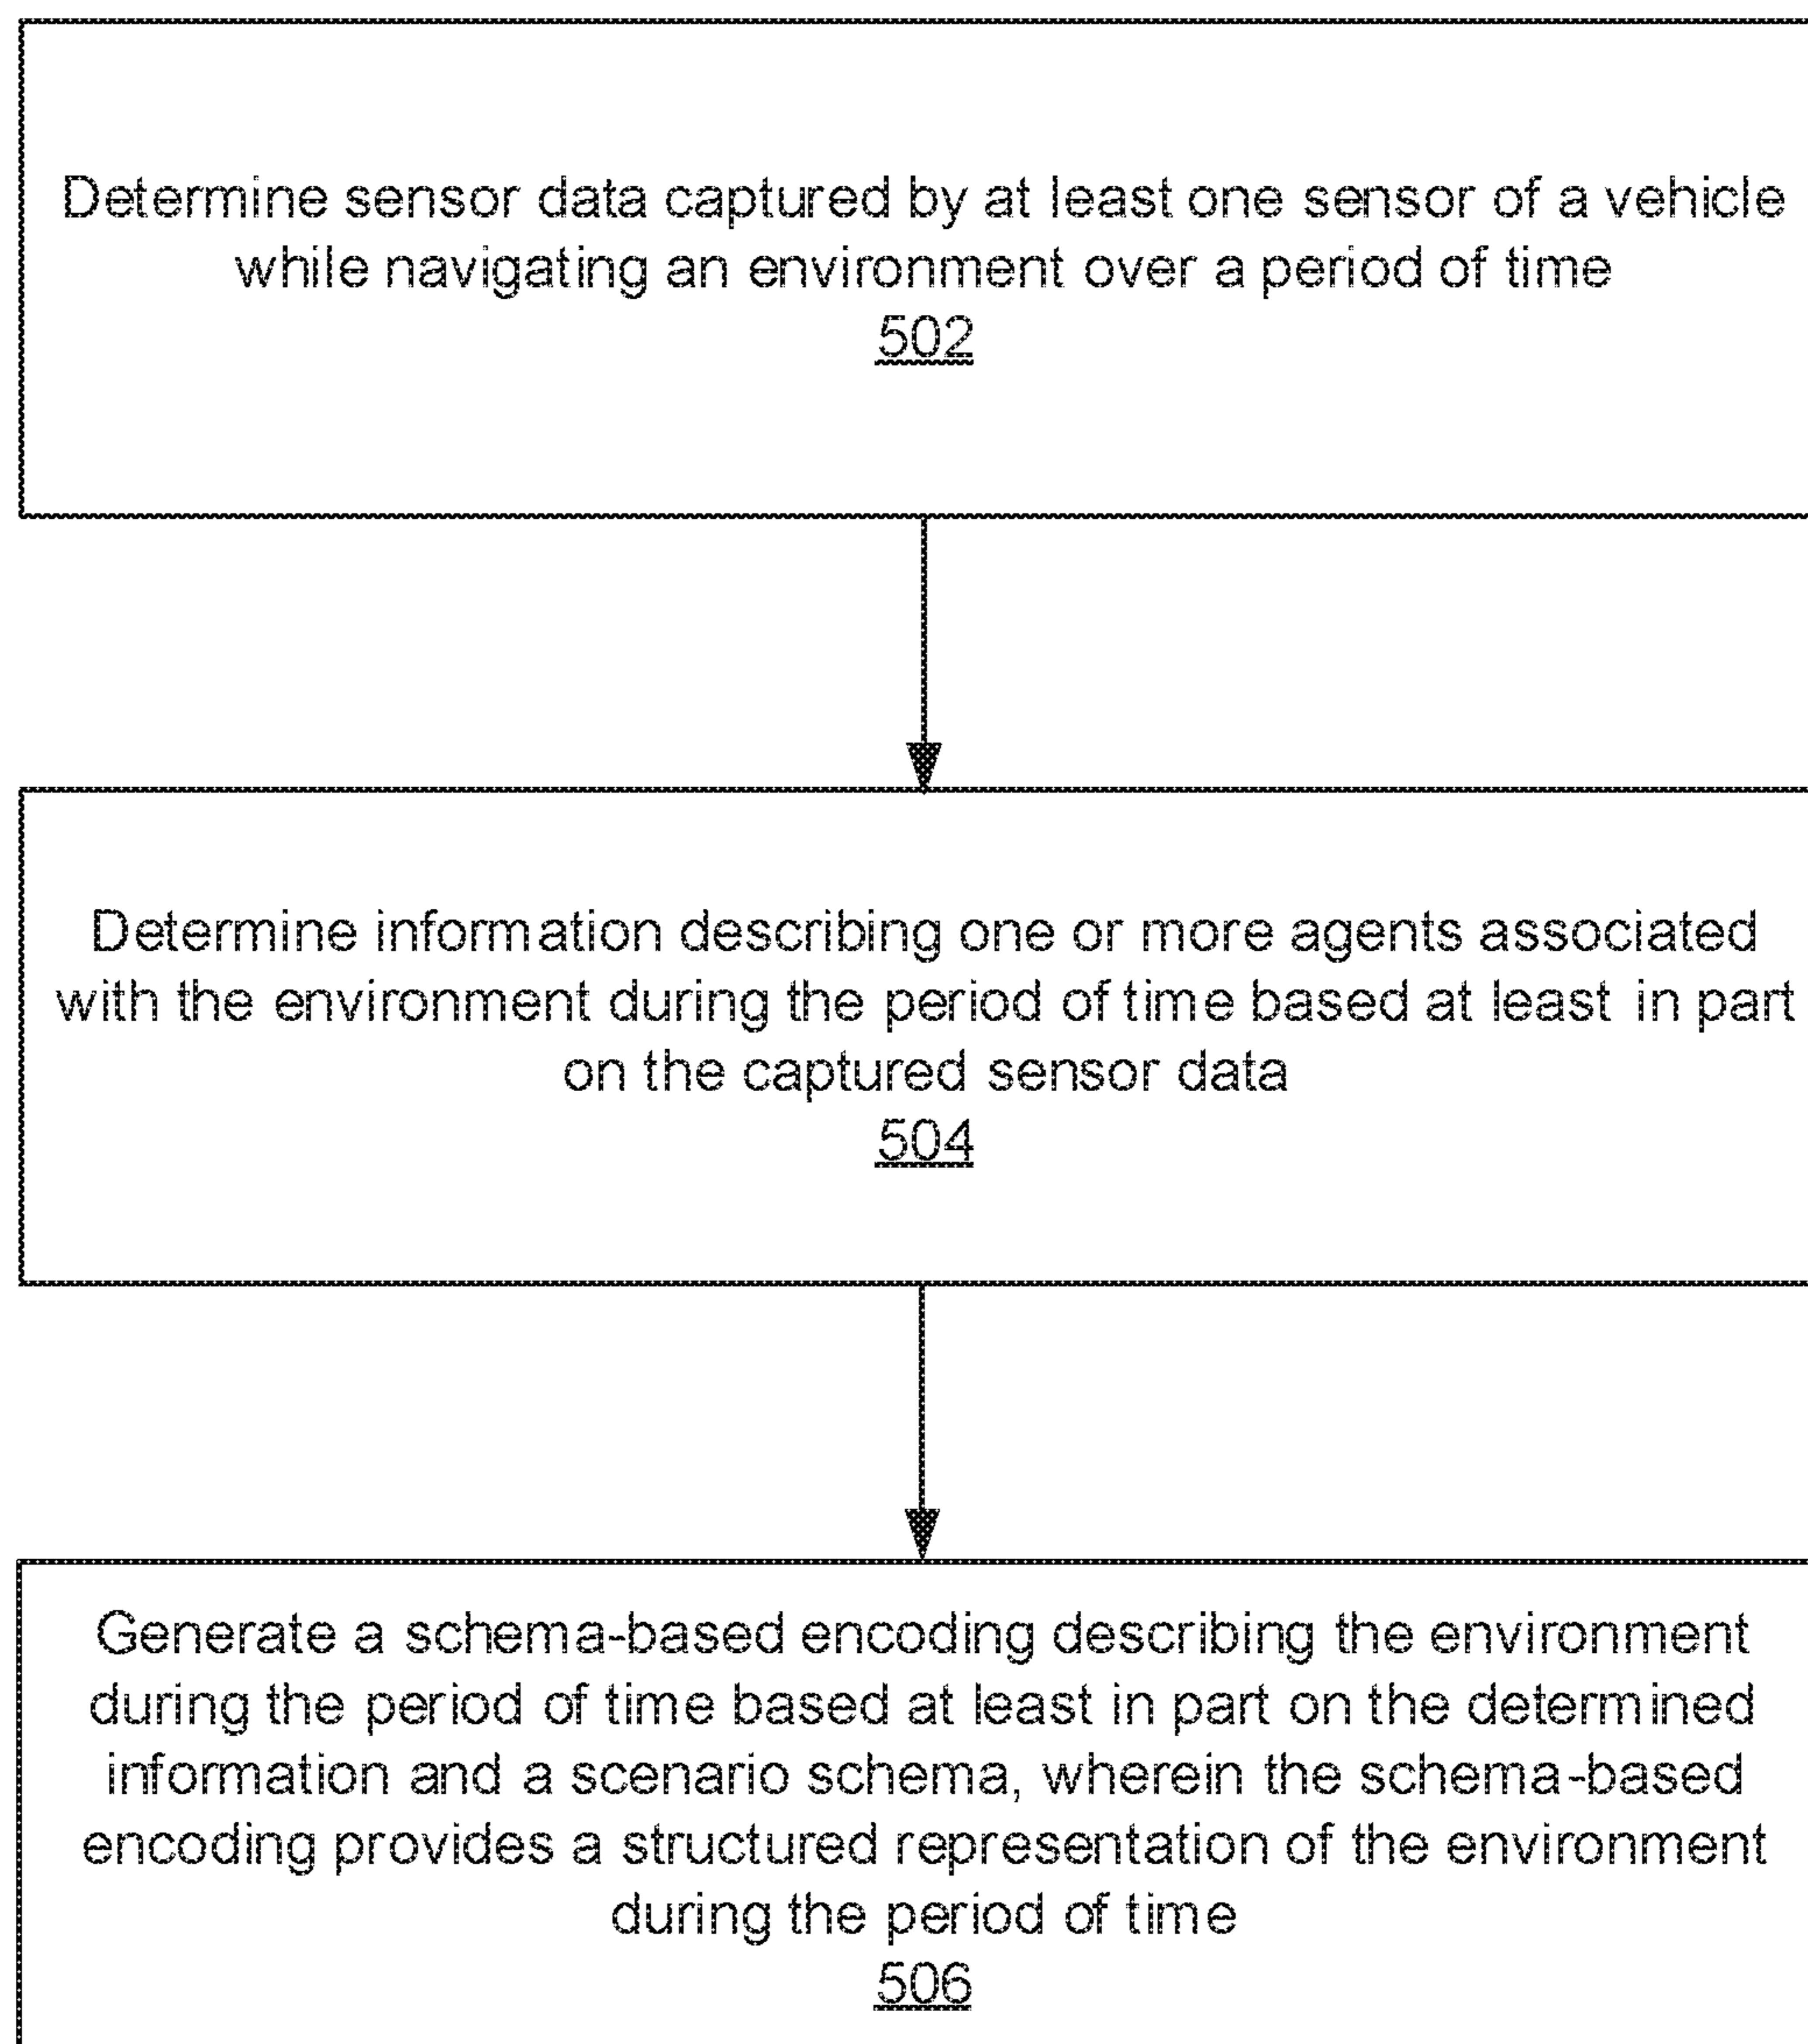 Determine sensor data captured by at least one sensor of a vehicle
while navigating an environment over a period of time
502
Determine information describing one or more agents associated
with the environment during the period of time based at least in part
on the captured sensor data
504
Generate a schema-based encoding describing the environment
during the period of time based at least in part on the determined
information and a scenario schema, wherein the schema-based
encoding provides a structured representation of the environment
during the period of time
506